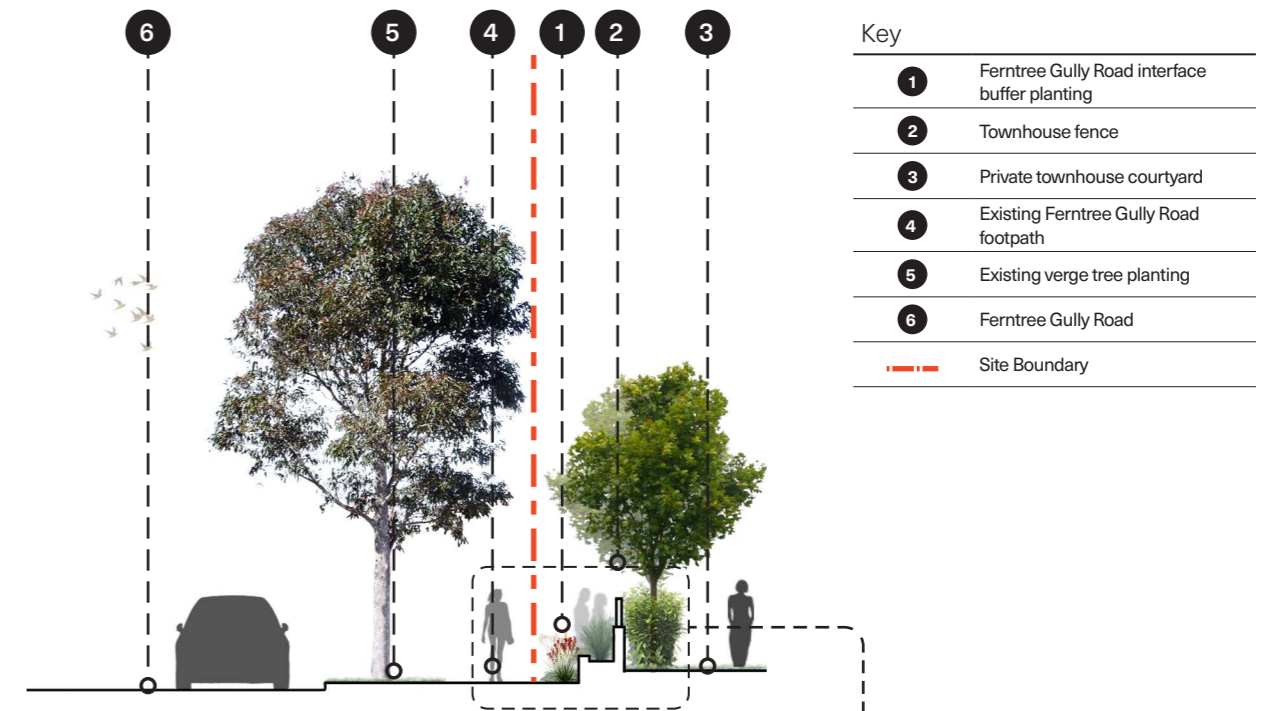 6 5 4 1 2 3
Key
1 Ferntree Gully Road interface
buffer planting
2 Townhouse fence
3 Private townhouse courtyard
4 Existing Ferntree Gully Road
footpath
5 Existing verge tree planting
6 Ferntree Gully Road
Site Boundary